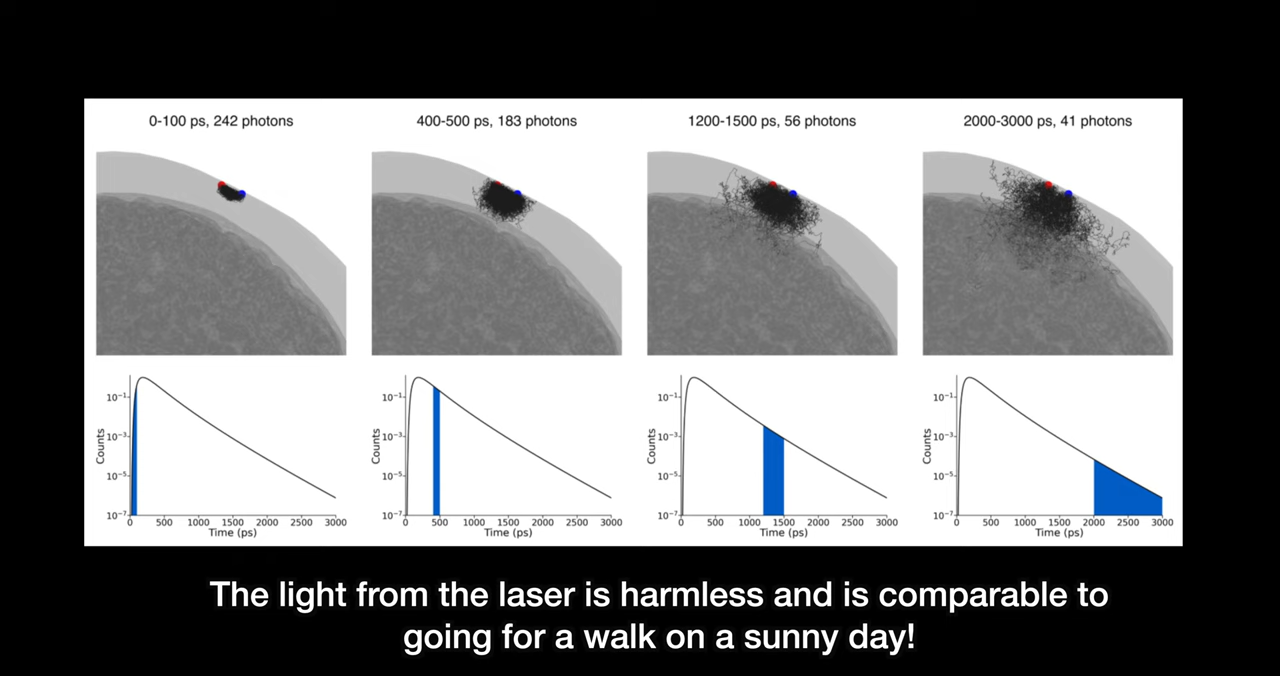 0-100 ps, 242 photons
400-500 ps, 183 photons
1200-1500 ps, 56 photons
2000-3000 ps, 41 photons
Counts
10⁻¹
10⁻³
10⁻⁵
10⁻⁷
0 500 1000 1500 2000 2500 3000
Time (ps)
Counts
10⁻¹
10⁻³
10⁻⁵
10⁻⁷
0 500 1000 1500 2000 2500 3000
Time (ps)
Counts
10⁻¹
10⁻³
10⁻⁵
10⁻⁷
0 500 1000 1500 2000 2500 3000
Time (ps)
Counts
10⁻¹
10⁻³
10⁻⁵
10⁻⁷
0 500 1000 1500 2000 2500 3000
Time (ps)
The light from the laser is harmless and is comparable to
going for a walk on a sunny day!